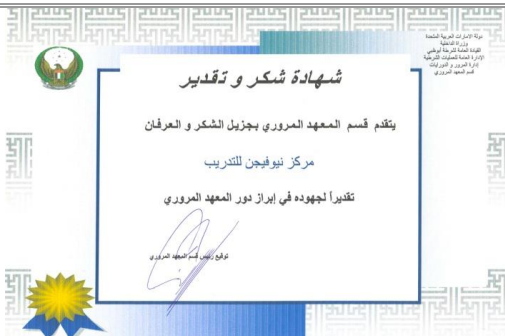 دولة الامارات العربية المتحدة
وزراة الداخلية
القيادة العامة لشرطة أبوظبي
الإدارة العامة للعمليات الشرطية
إدارة المرور و الدوريات
قسم المعهد المروري
شهادة شكر و تقدير
يتقدم قسم المعهد المروري بجزيل الشكر و العرفان
مركز نيوفيجن للتدريب
تقديراً لجهوده في إبراز دور المعهد المروري
توقيع رئيس قسم المعهد المروري